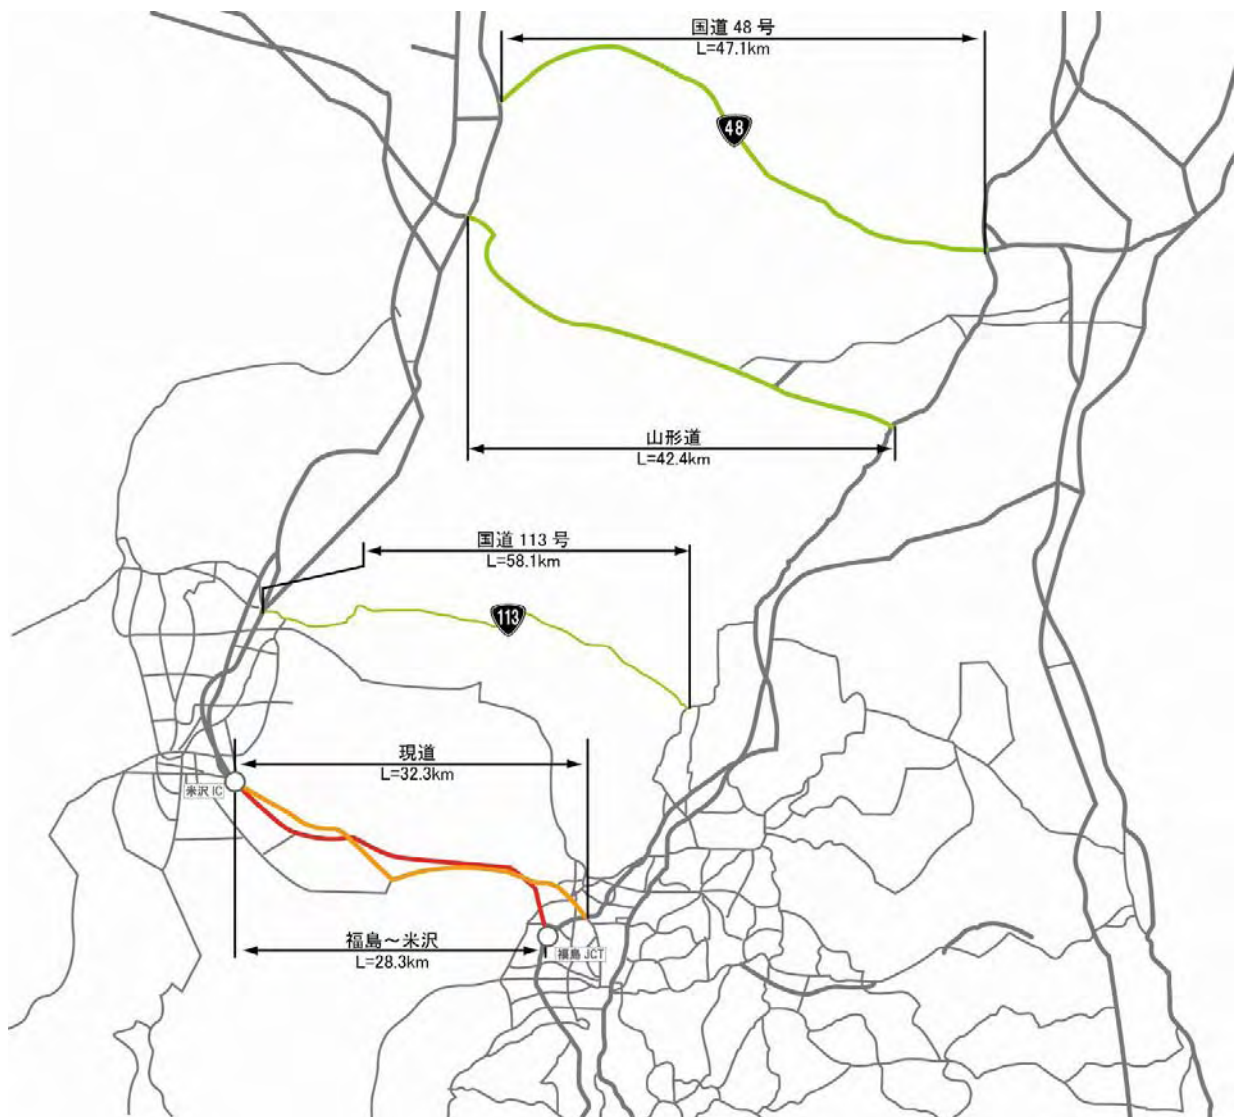 国道 48 号
L=47.1km
48
山形道
L=42.4km
国道 113 号
L=58.1km
113
現道
L=32.3km
米沢 IC
福島～米沢
L=28.3km
福島 JCT